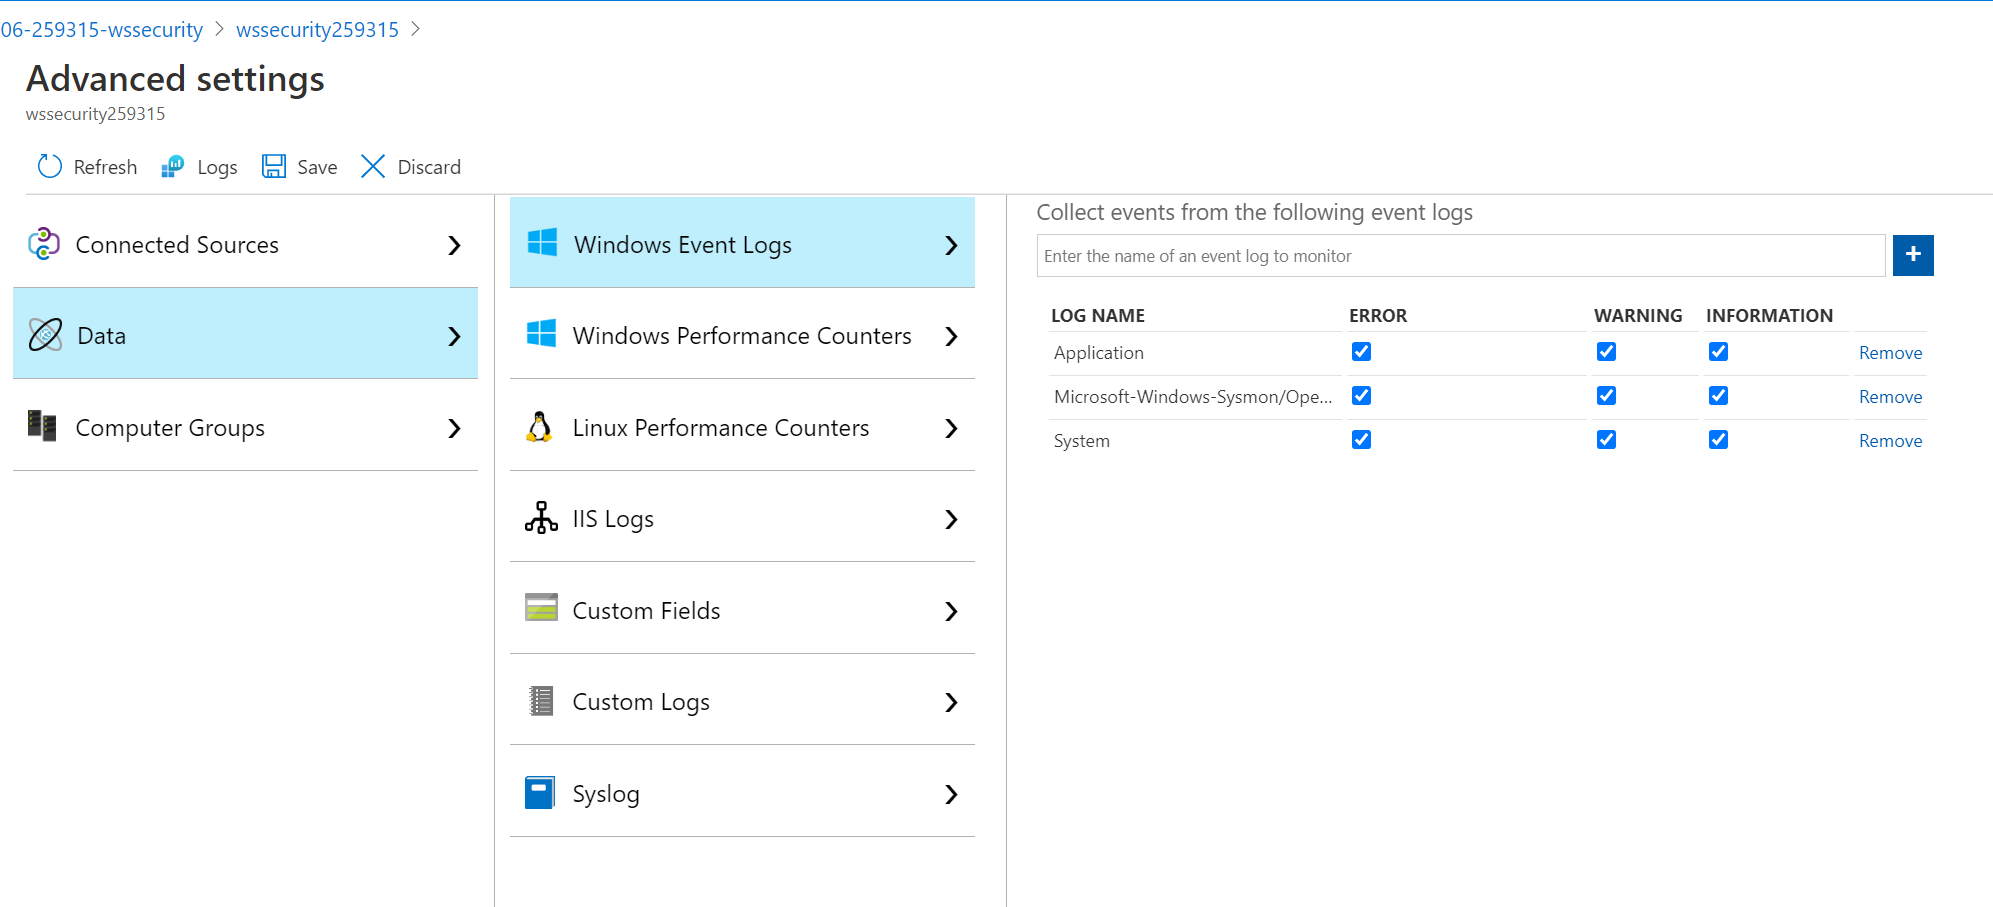 06-259315-wssecurity > wssecurity259315 >
Advanced settings
wssecurity259315
Refresh Logs Save Discard
Connected Sources
Data
Computer Groups
Windows Event Logs
Windows Performance Counters
Linux Performance Counters
IIS Logs
Custom Fields
Custom Logs
Syslog
Collect events from the following event logs
Enter the name of an event log to monitor
LOG NAME ERROR WARNING INFORMATION
Application Remove
Microsoft-Windows-Sysmon/Ope... Remove
System Remove